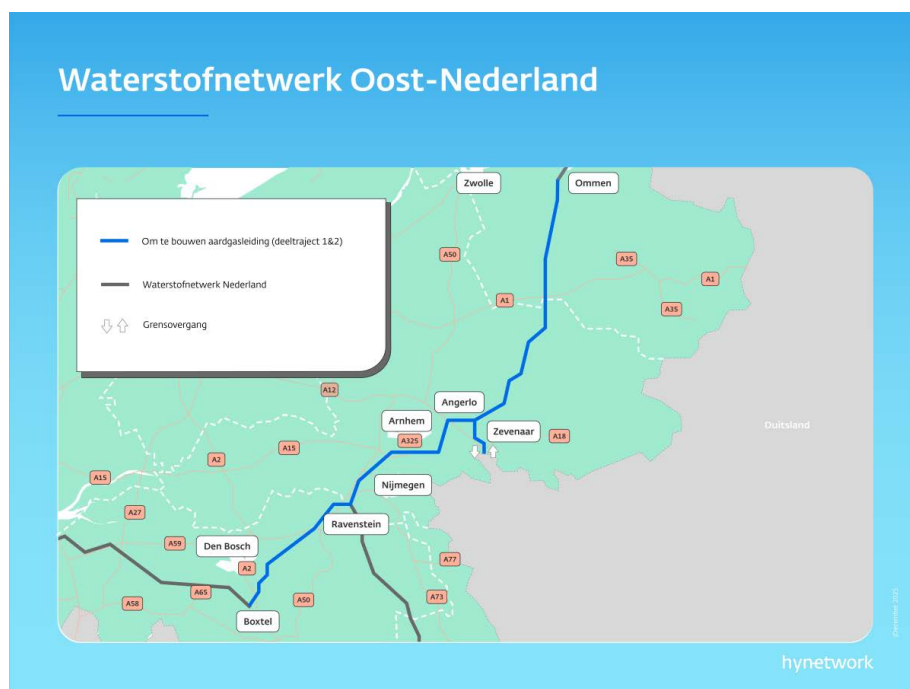 Waterstofnetwerk Oost-Nederland
Om te bouwen aardgasleiding (deeltraject 1&2)
Waterstofnetwerk Nederland
Grensovergang
Zwolle
Ommen
A50
A35
A1
A1
A35
A12
Angerlo
Arnhem
Zevenaar
A325
A18
Duitsland
A15
A2
A15
Nijmegen
A27
Ravenstein
A59
Den Bosch
A2
A77
A65
A58
A50
A73
Boxtel
December 2025
hynetwork